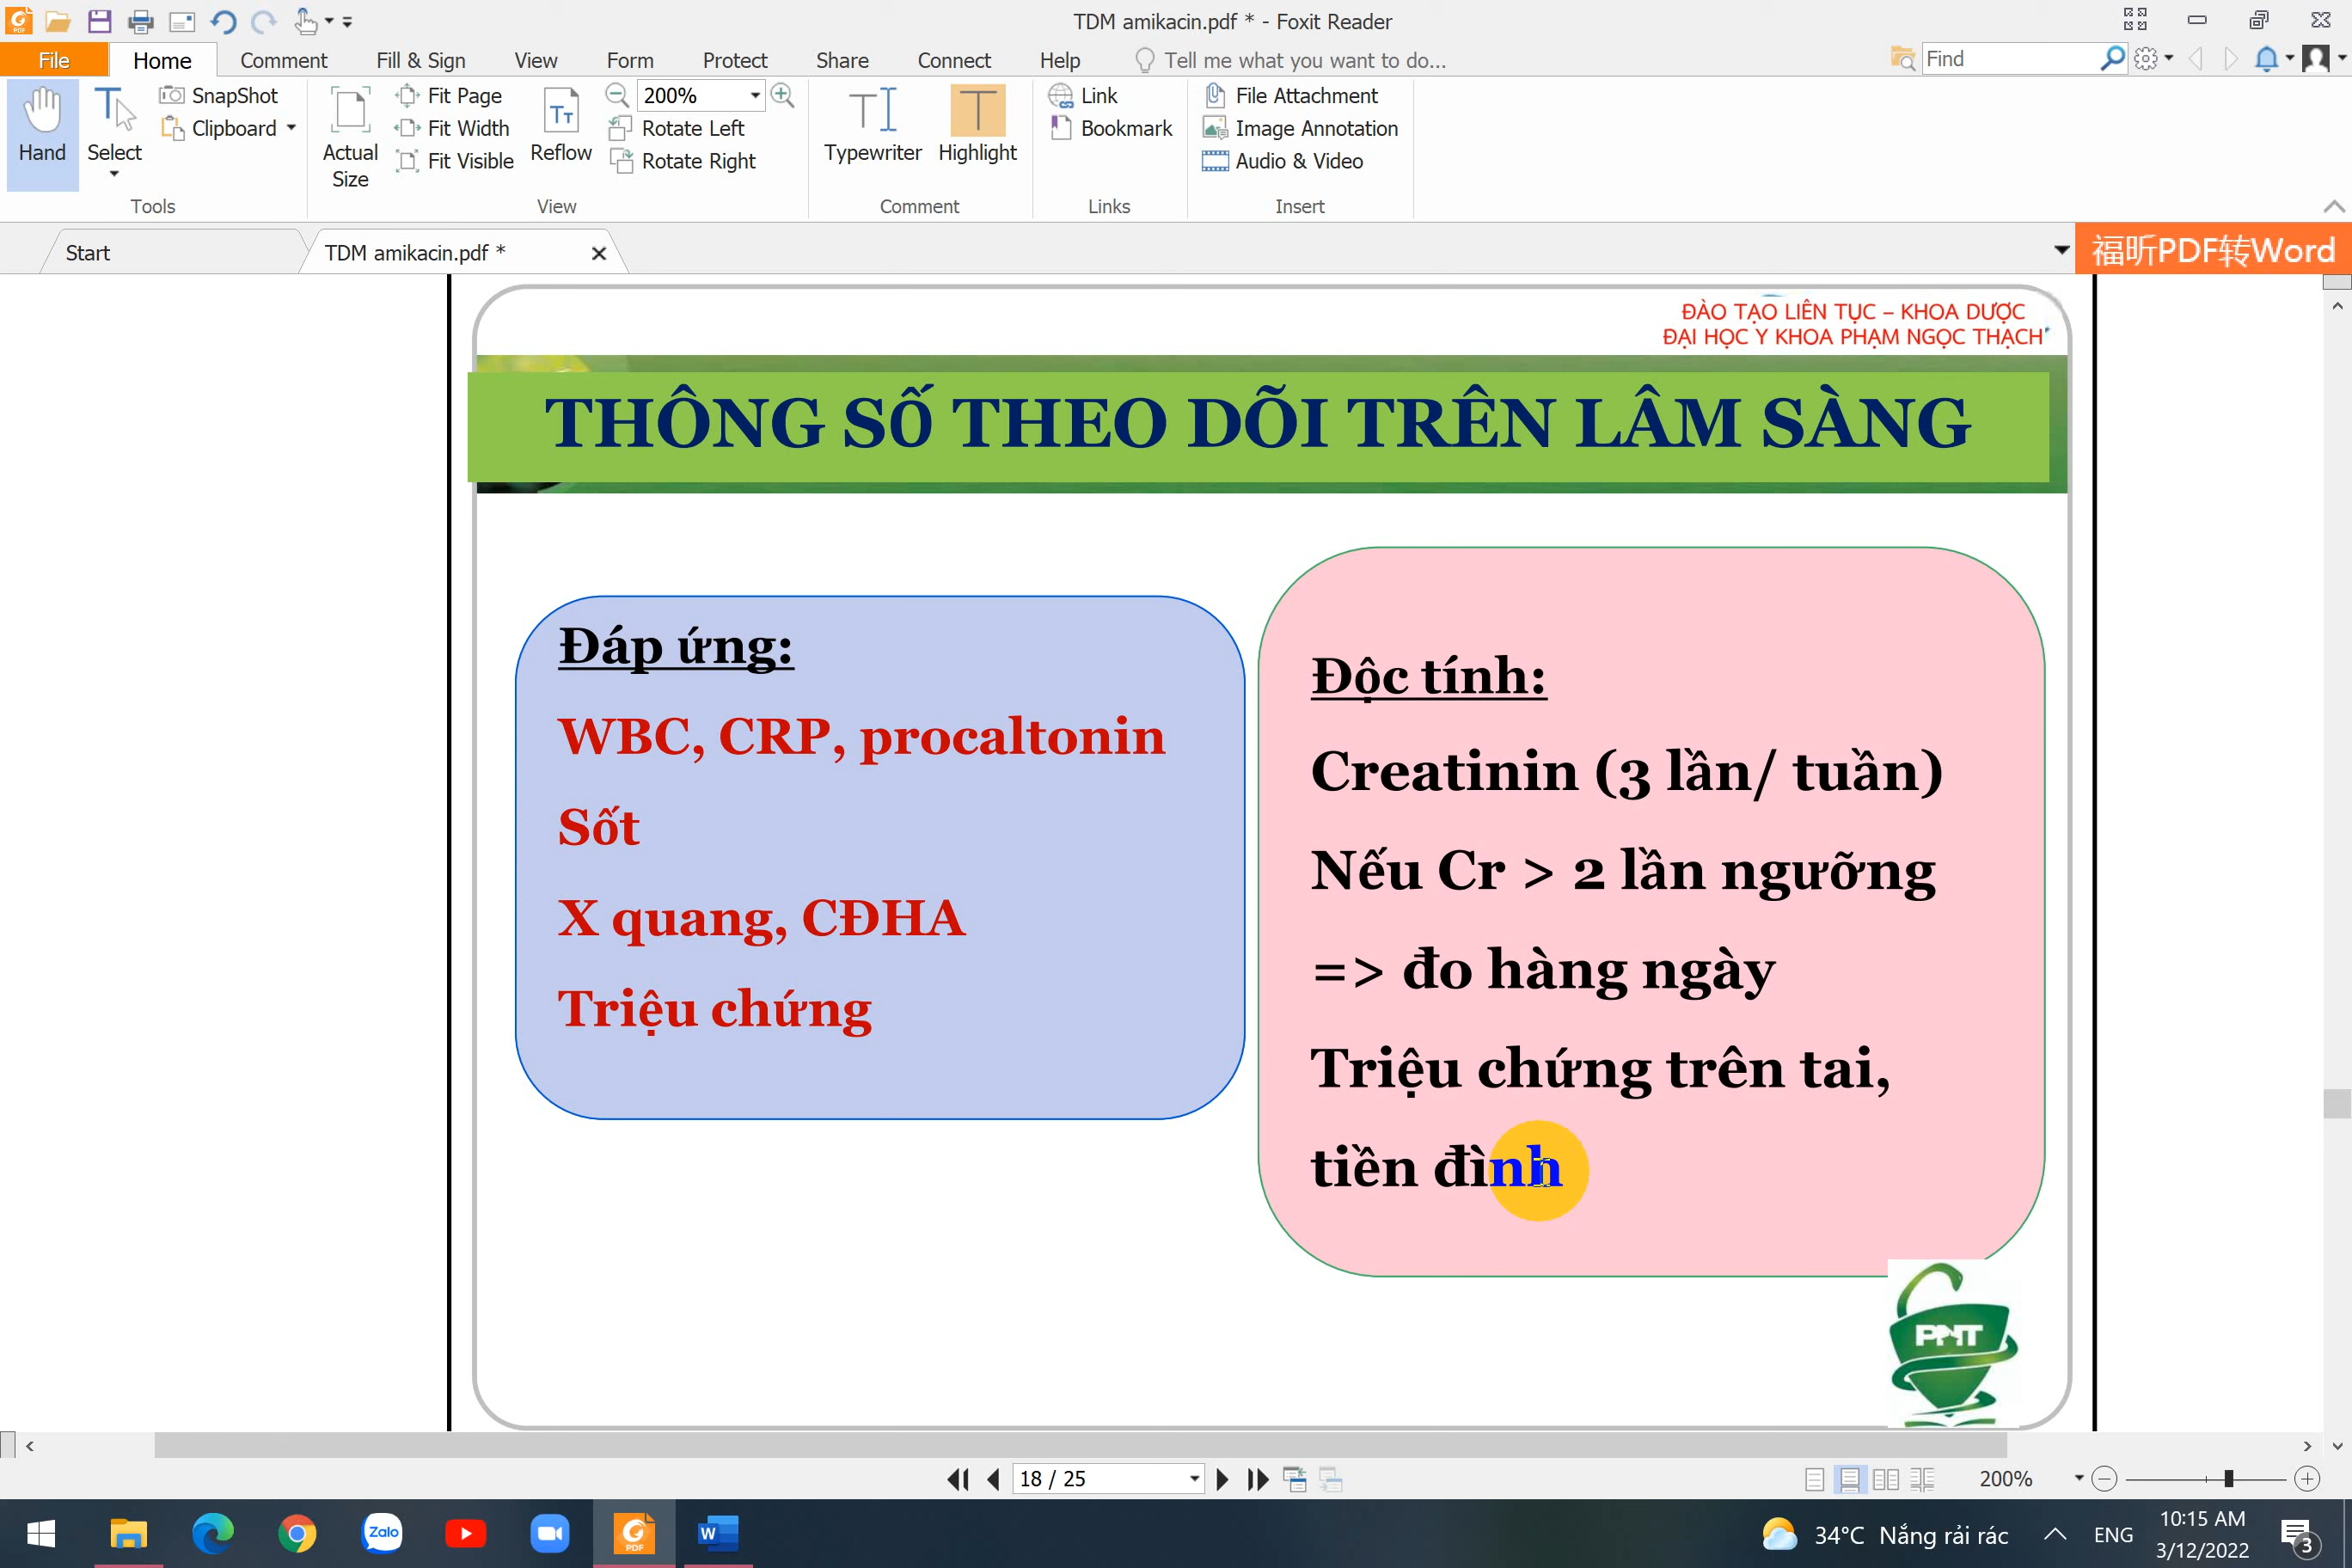 TDM amikacin.pdf * - Foxit Reader
File Home Comment Fill & Sign View Form Protect Share Connect Help Tell me what you want to do... Find
Hand
Select
SnapShot
Clipboard
Tools
Actual
Size
Fit Page
Fit Width
Fit Visible
Reflow
200%
Rotate Left
Rotate Right
View
Typewriter
Highlight
Comment
Link
Bookmark
Links
File Attachment
Image Annotation
Audio & Video
Insert
Start
TDM amikacin.pdf *
福昕PDF转Word
ĐÀO TẠO LIÊN TỤC – KHOA DƯỢC
ĐẠI HỌC Y KHOA PHẠM NGỌC THẠCH
THÔNG SỐ THEO DÕI TRÊN LÂM SÀNG
Đáp ứng:
WBC, CRP, procaltonin
Sốt
X quang, CĐHA
Triệu chứng
Độc tính:
Creatinin (3 lần/ tuần)
Nếu Cr > 2 lần ngưỡng
=> đo hàng ngày
Triệu chứng trên tai,
tiền đình
PNT
18 / 25
200%
Zalo
34°C Nắng rải rác
ENG
10:15 AM
3/12/2022
3